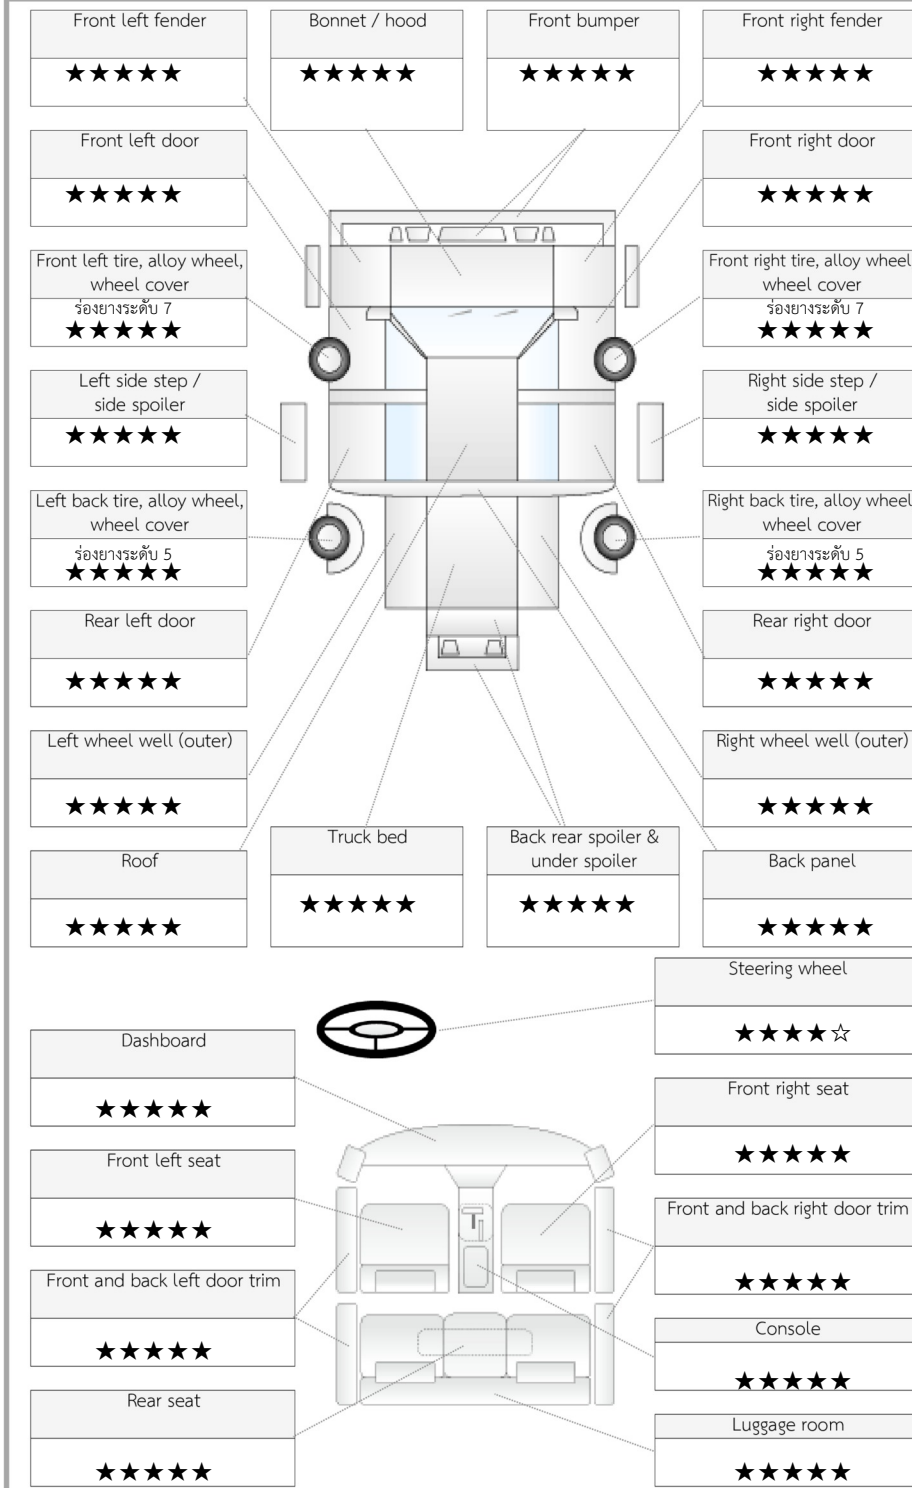 Front left fender
★★★★★
Bonnet / hood
★★★★★
Front bumper
★★★★★
Front right fender
★★★★★
Front left door
★★★★★
Front right door
★★★★★
Front left tire, alloy wheel,
wheel cover
ร่องยางระดับ 7
★★★★★
Front right tire, alloy wheel
wheel cover
ร่องยางระดับ 7
★★★★★
Left side step /
side spoiler
★★★★★
Right side step /
side spoiler
★★★★★
Left back tire, alloy wheel,
wheel cover
ร่องยางระดับ 5
★★★★★
Right back tire, alloy wheel
wheel cover
ร่องยางระดับ 5
★★★★★
Rear left door
★★★★★
Rear right door
★★★★★
Left wheel well (outer)
★★★★★
Right wheel well (outer)
★★★★★
Roof
★★★★★
Truck bed
★★★★★
Back rear spoiler &
under spoiler
★★★★★
Back panel
★★★★★
Steering wheel
★★★★☆
Dashboard
★★★★★
Front right seat
★★★★★
Front left seat
★★★★★
Front and back right door trim
★★★★★
Front and back left door trim
★★★★★
Console
★★★★★
Rear seat
★★★★★
Luggage room
★★★★★